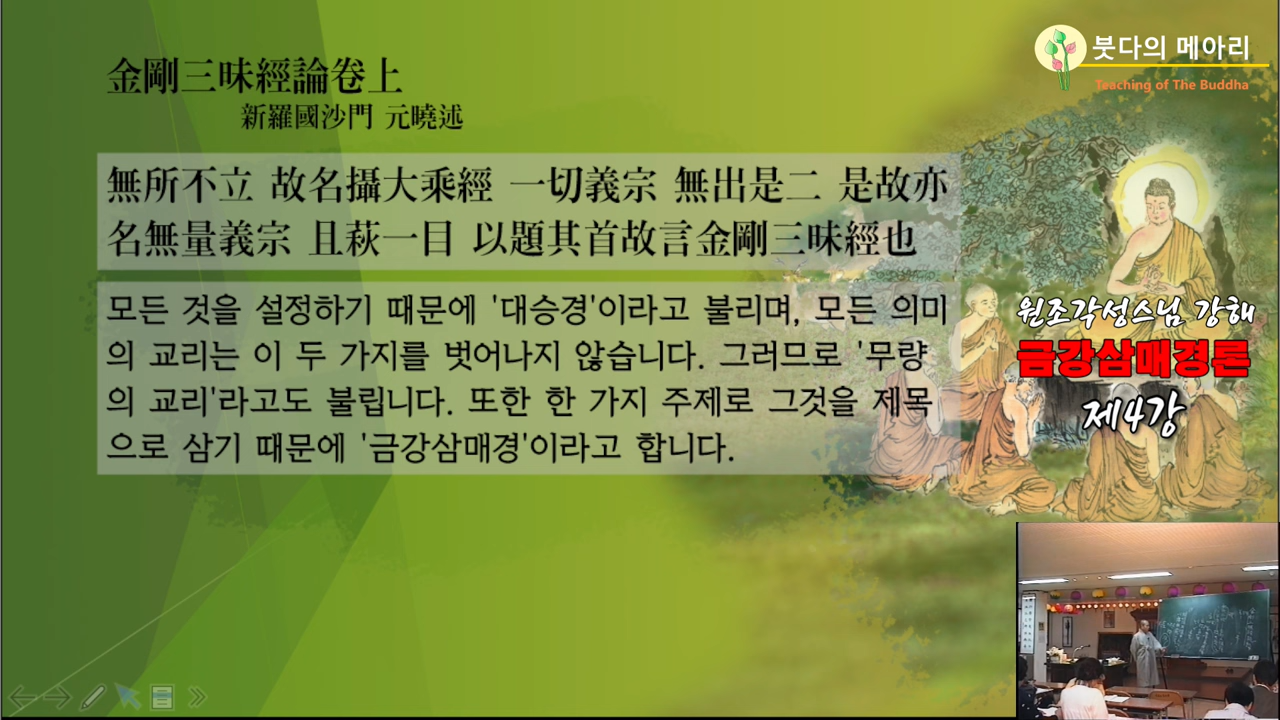 金剛三昧經論卷上
新羅國沙門 元曉述
無所不立 故名攝大乘經 一切義宗 無出是二 是故亦
名無量義宗 且萩一目 以題其首故言金剛三昧經也
모든 것을 설정하기 때문에 '대승경'이라고 불리며, 모든 의미
의 교리는 이 두 가지를 벗어나지 않습니다. 그러므로 '무량
의 교리'라고도 불립니다. 또한 한 가지 주제로 그것을 제목
으로 삼기 때문에 '금강삼매경'이라고 합니다.
붓다의 메아리
Teaching of The Buddha
원조각성스님 강해
금강삼매경론
제4강